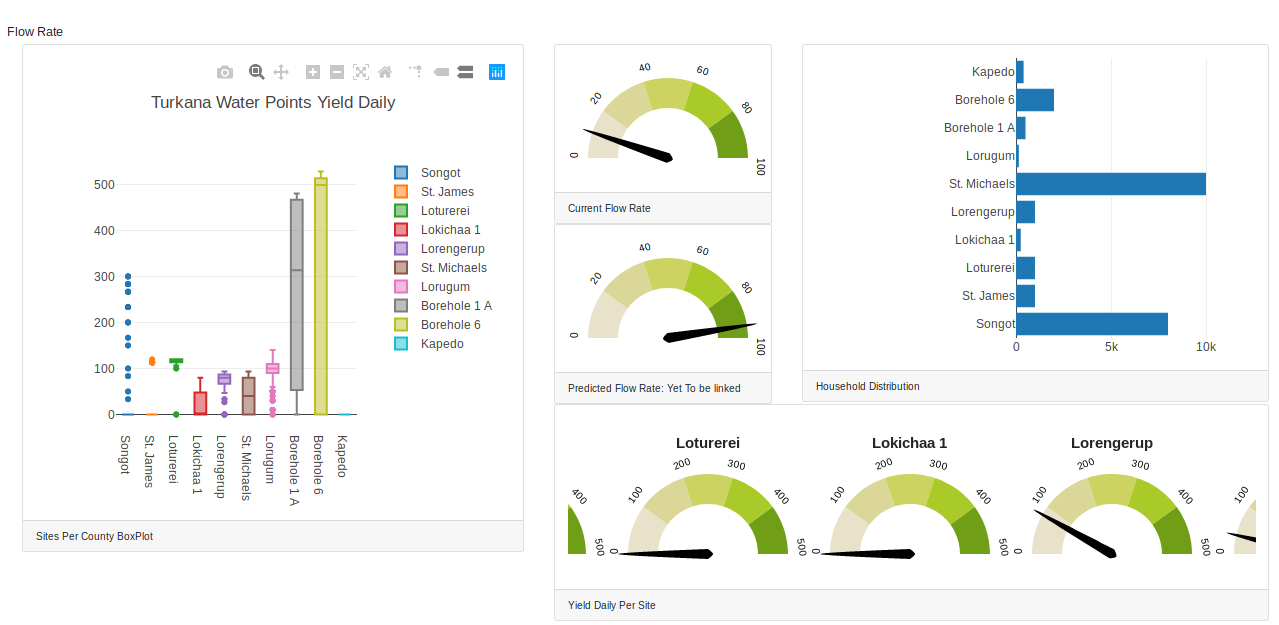 Flow Rate
Turkana Water Points Yield Daily
500
400
300
200
100
0
Songot
St. James
Loturerei
Lokichaa 1
Lorengerup
St. Michaels
Lorugum
Borehole 1 A
Borehole 6
Kapedo
Songot
St. James
Loturerei
Lokichaa 1
Lorengerup
St. Michaels
Lorugum
Borehole 1 A
Borehole 6
Kapedo
Sites Per County BoxPlot
0
20
40
60
80
100
Current Flow Rate
0
20
40
60
80
100
Predicted Flow Rate: Yet To be linked
Kapedo
Borehole 6
Borehole 1 A
Lorugum
St. Michaels
Lorengerup
Lokichaa 1
Loturerei
St. James
Songot
0 5k 10k
Household Distribution
400
500
Loturerei
0
100
200
300
400
500
Lokichaa 1
0
100
200
300
400
500
Lorengerup
0
100
200
300
400
500
0
100
Yield Daily Per Site